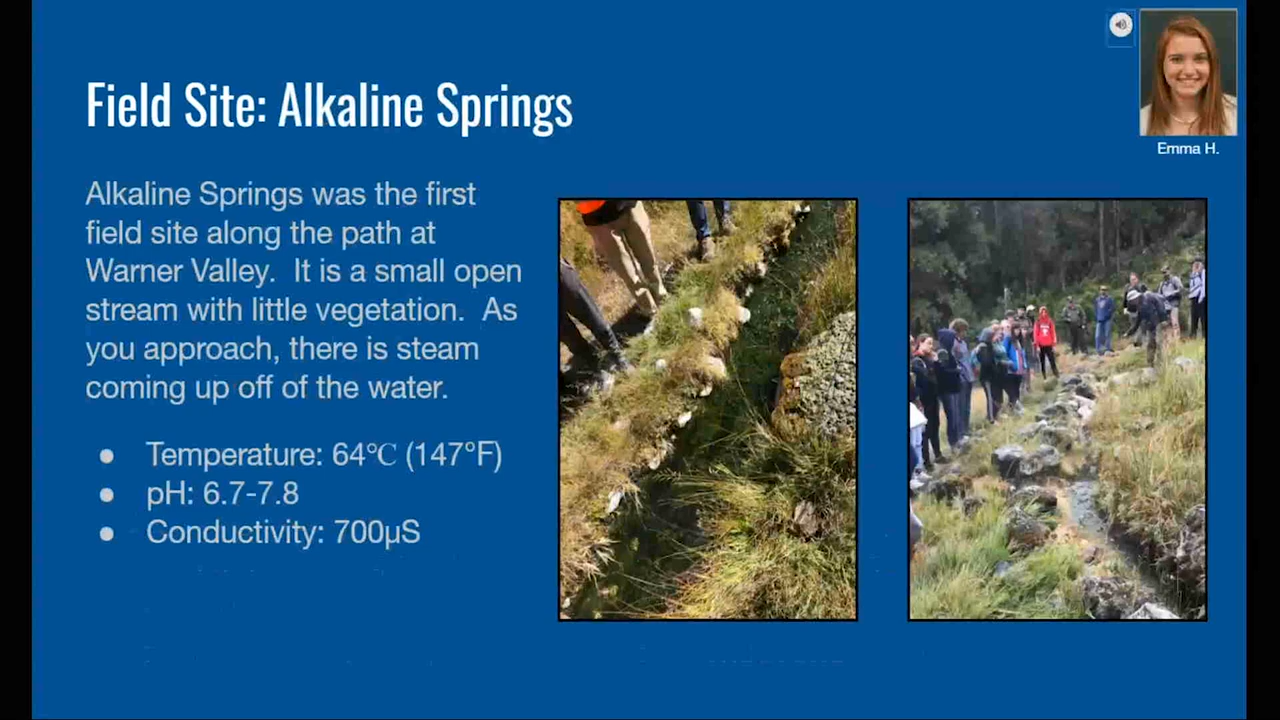 Field Site: Alkaline Springs
Emma H.
Alkaline Springs was the first
field site along the path at
Warner Valley.  It is a small open
stream with little vegetation.  As
you approach, there is steam
coming up off of the water.
● Temperature: 64℃ (147°F)
● pH: 6.7-7.8
● Conductivity: 700µS